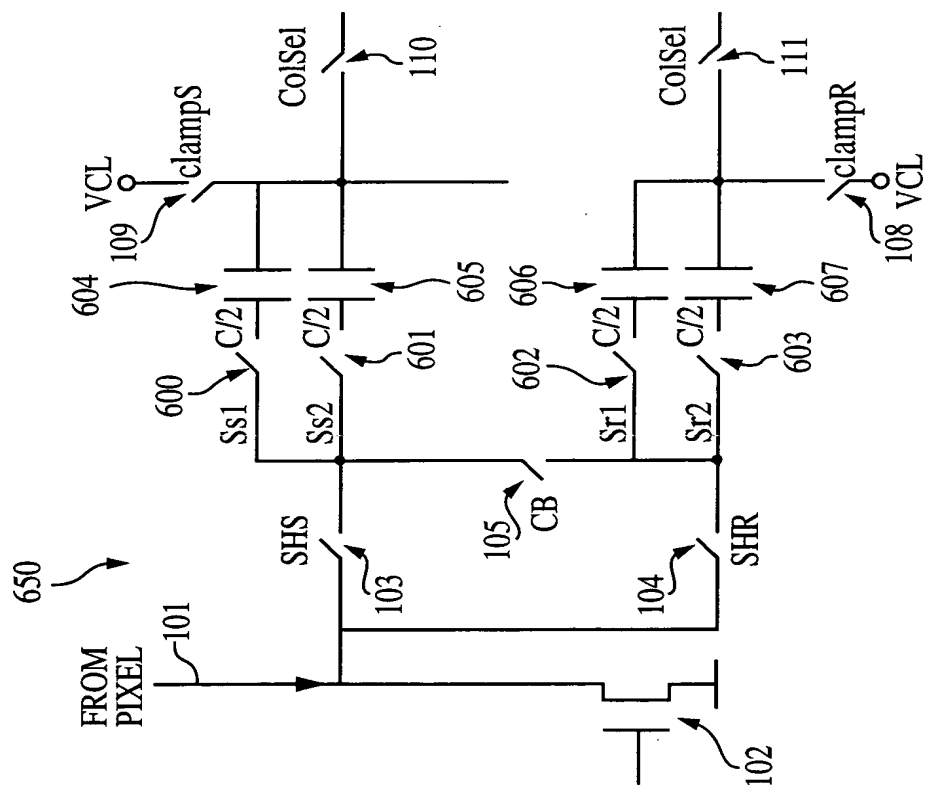 650
FROM
PIXEL
101
102
SHS
103
104
SHR
105
CB
Ss1
600
Ss2
601
C/2
C/2
604
605
Sr1
602
Sr2
603
C/2
C/2
606
607
VCL
clampS
109
ColSel
110
ColSel
111
clampR
108
VCL